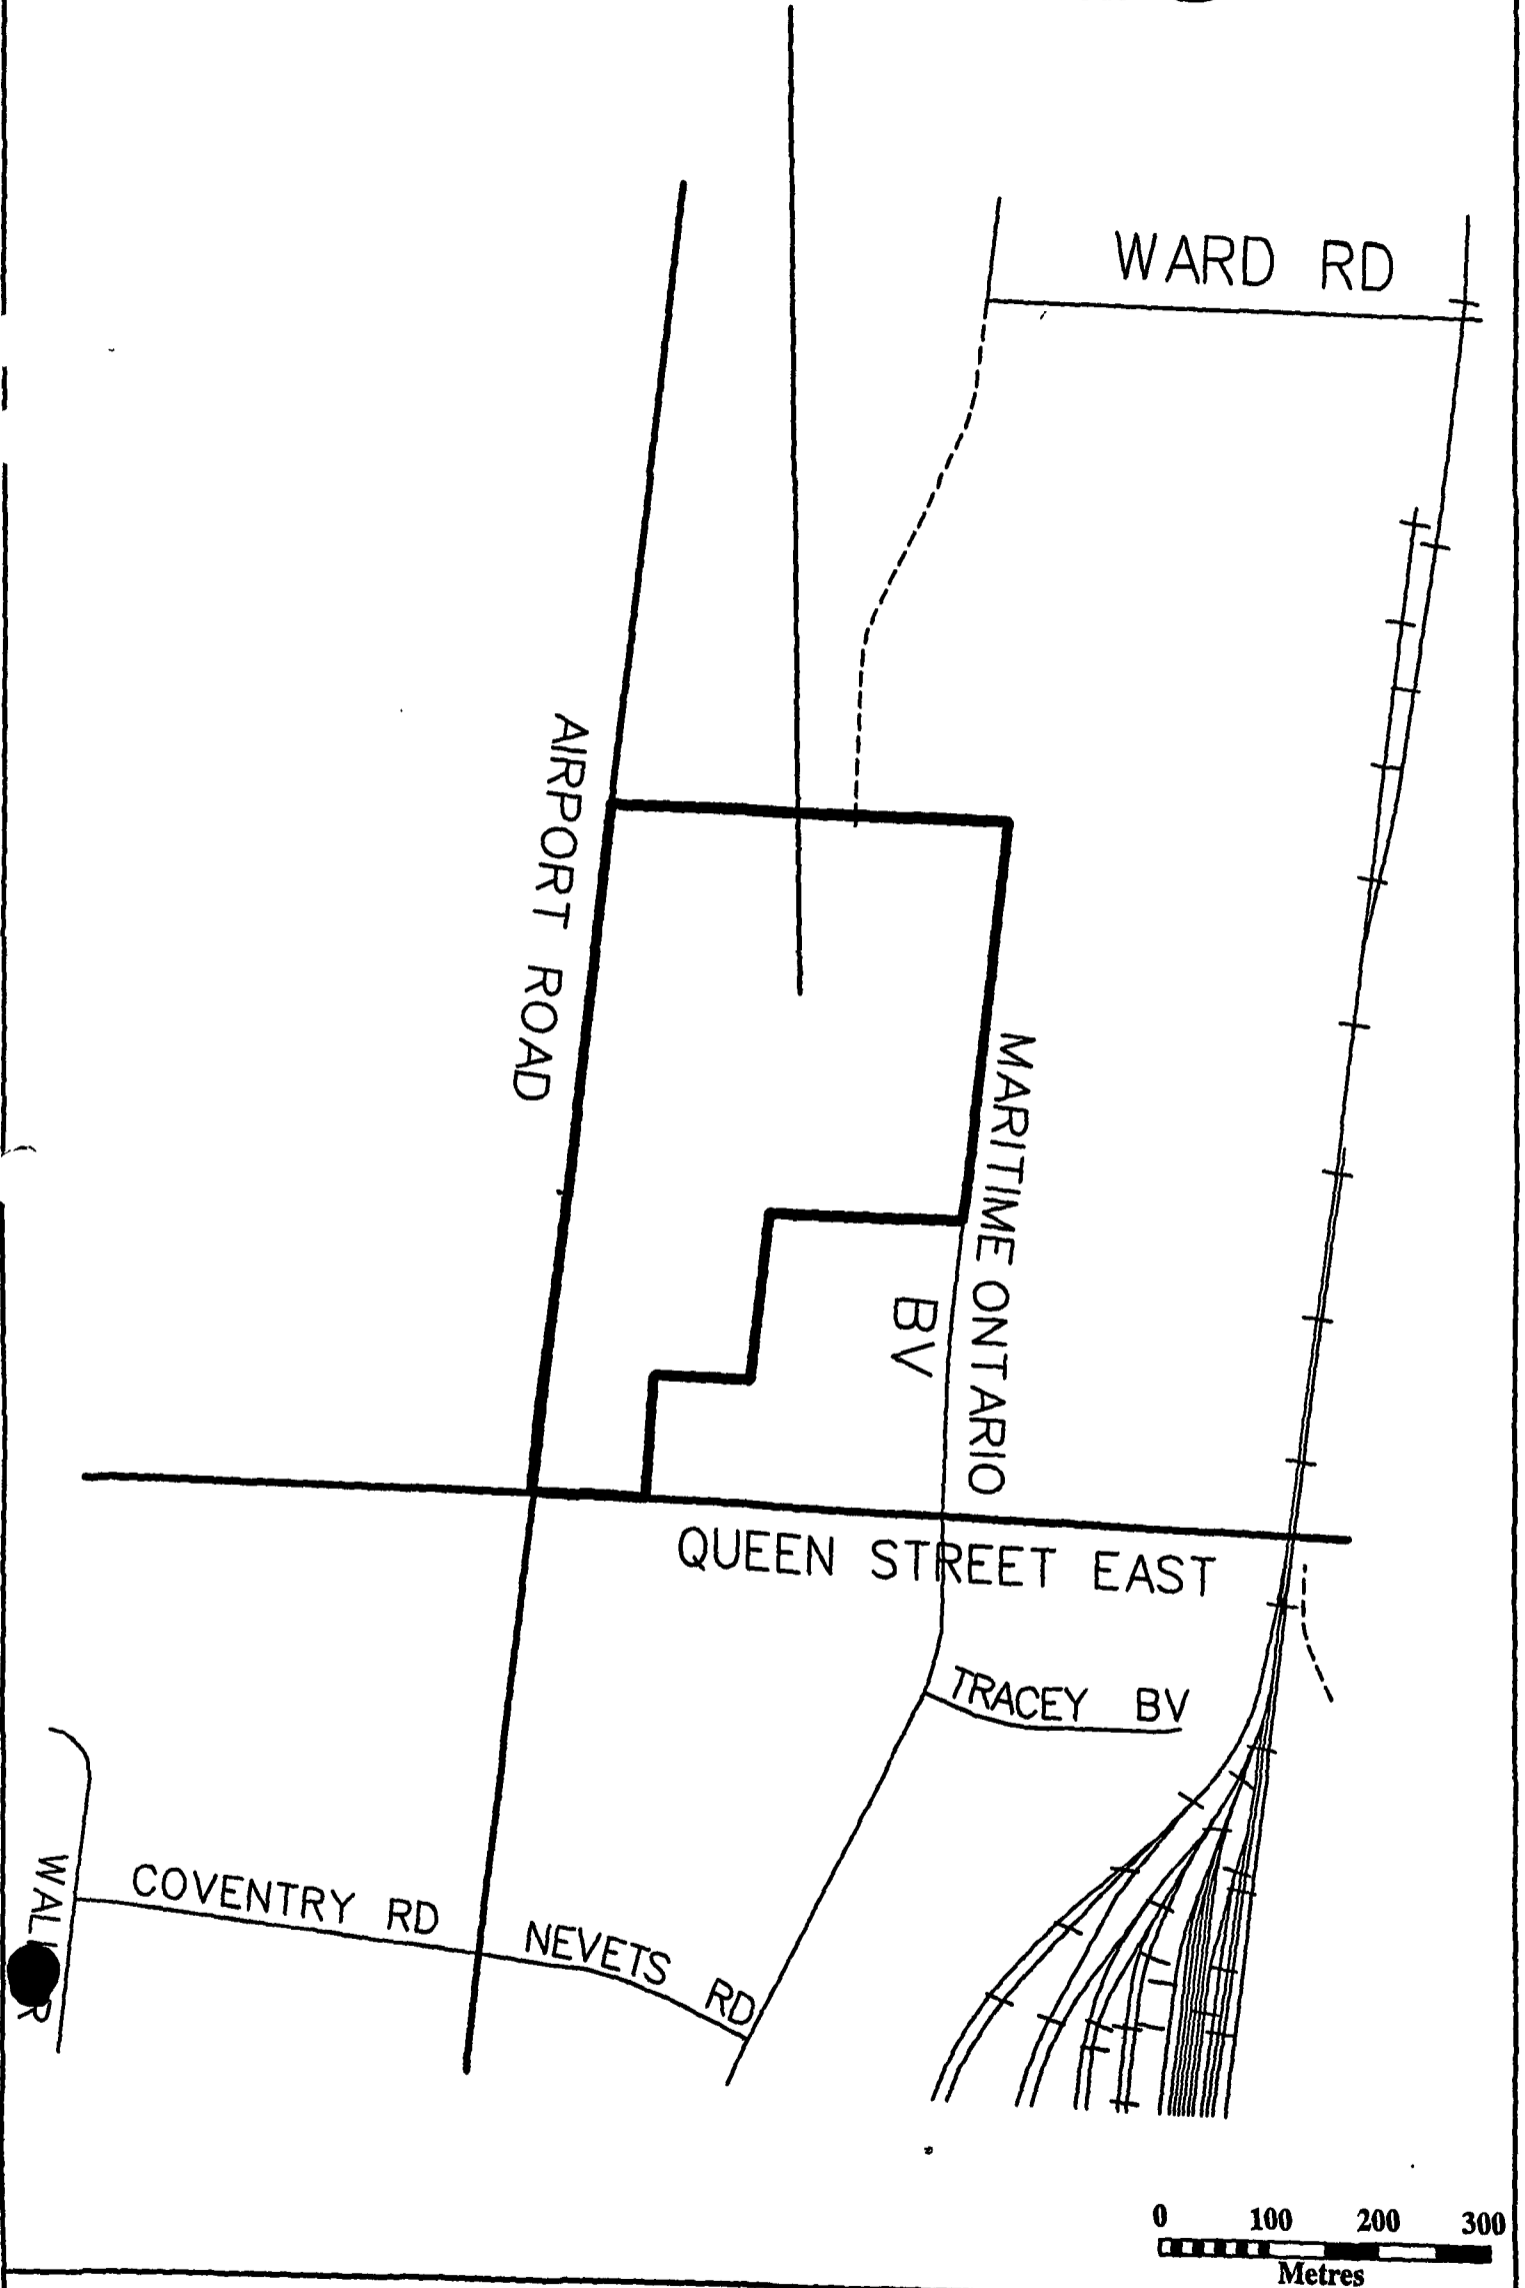 WARD RD
AIRPORT ROAD
MARITIME ONTARIO
BV
QUEEN STREET EAST
TRACEY BV
COVENTRY RD
NEVETS RD
0 100 200 300
Metres